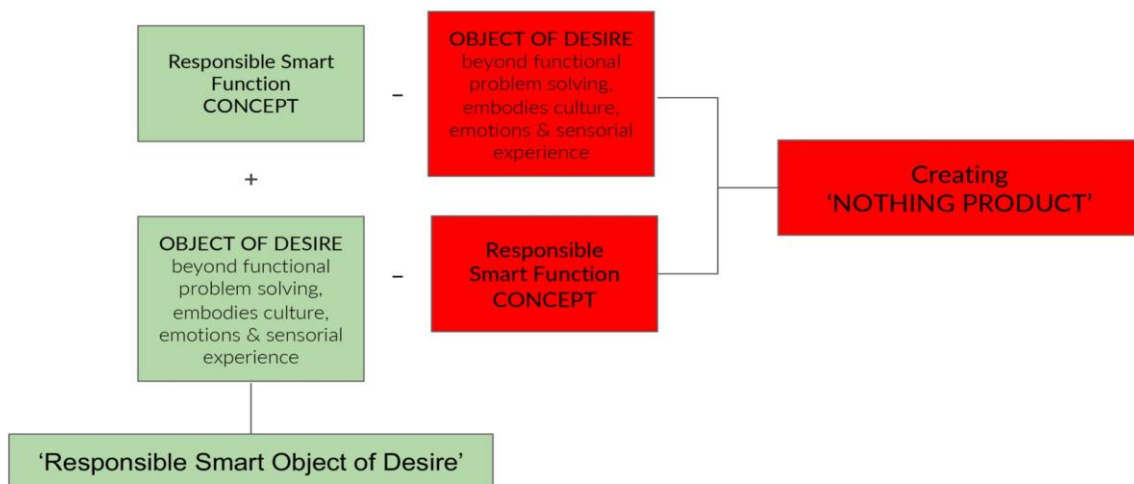 Responsible Smart
Function
CONCEPT
–
OBJECT OF DESIRE
beyond functional
problem solving,
embodies culture,
emotions & sensorial
experience
+
Creating
‘NOTHING PRODUCT’
OBJECT OF DESIRE
beyond functional
problem solving,
embodies culture,
emotions & sensorial
experience
–
Responsible
Smart Function
CONCEPT
‘Responsible Smart Object of Desire’